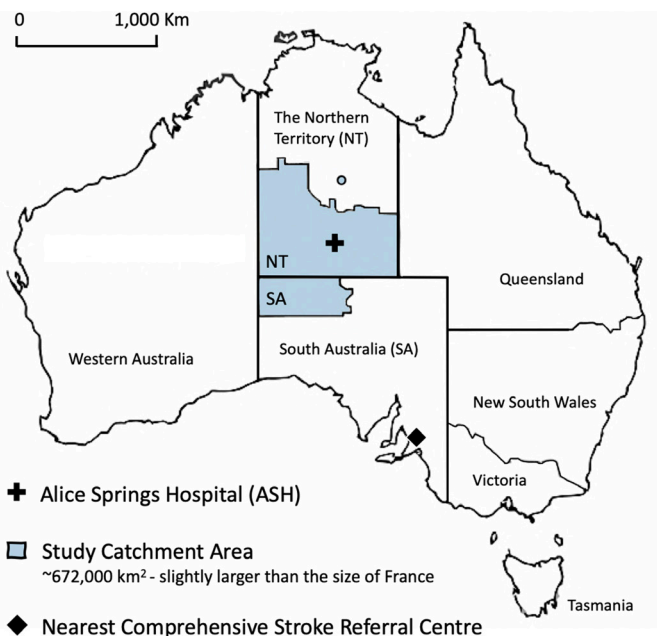 0 1,000 Km
The Northern
Territory (NT)
NT
Queensland
SA
South Australia (SA)
Western Australia
New South Wales
Victoria
Alice Springs Hospital (ASH)
Study Catchment Area
~672,000 km² - slightly larger than the size of France
Tasmania
Nearest Comprehensive Stroke Referral Centre